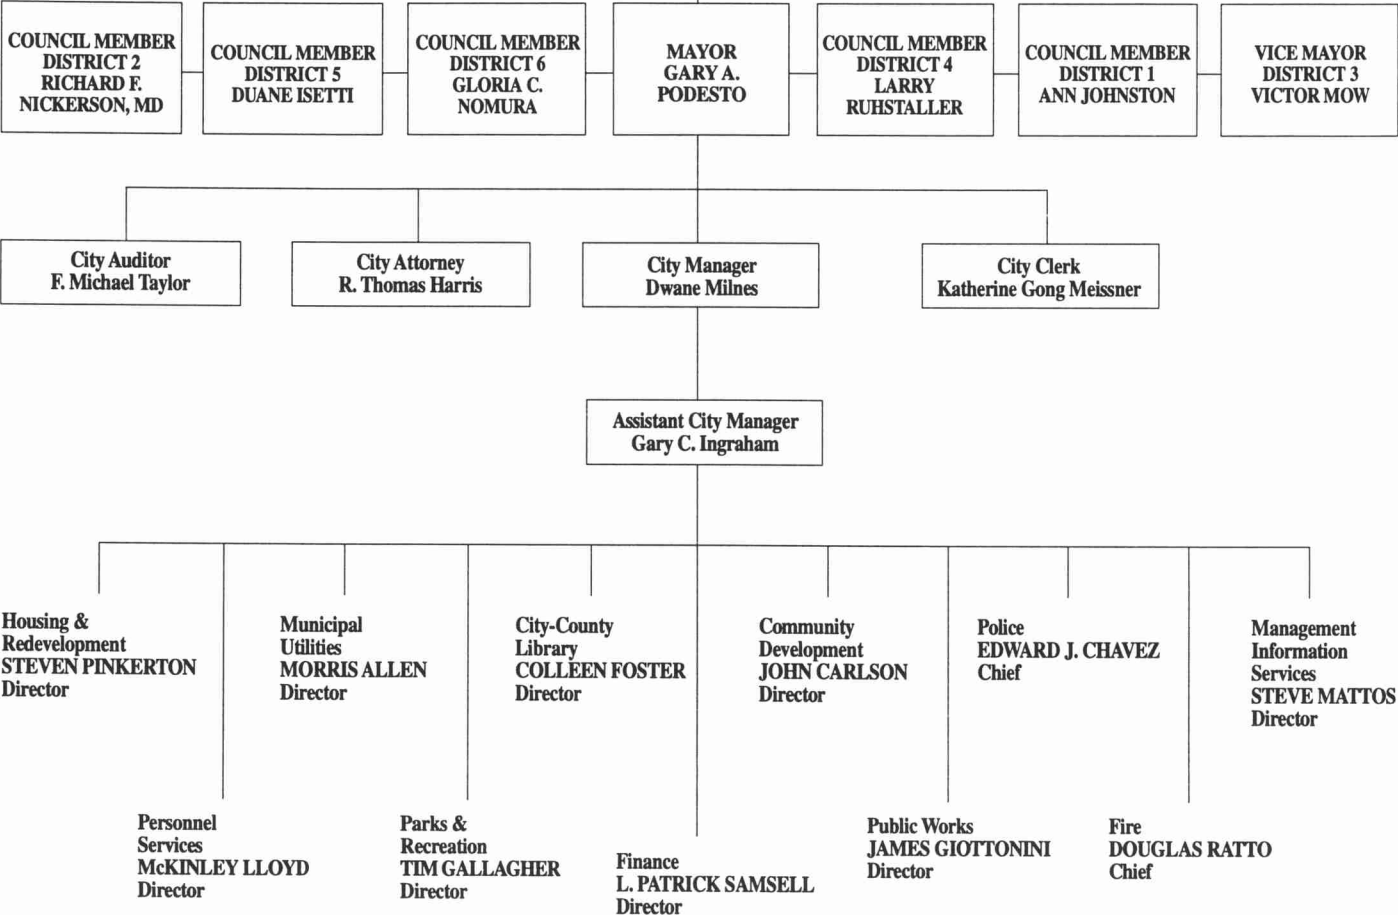 COUNCIL MEMBER
DISTRICT 2
RICHARD F.
NICKERSON, MD
COUNCIL MEMBER
DISTRICT 5
DUANE ISETTI
COUNCIL MEMBER
DISTRICT 6
GLORIA C.
NOMURA
MAYOR
GARY A.
PODESTO
COUNCIL MEMBER
DISTRICT 4
LARRY
RUHSTALLER
COUNCIL MEMBER
DISTRICT 1
ANN JOHNSTON
VICE MAYOR
DISTRICT 3
VICTOR MOW
City Auditor
F. Michael Taylor
City Attorney
R. Thomas Harris
City Manager
Dwane Milnes
City Clerk
Katherine Gong Meissner
Assistant City Manager
Gary C. Ingraham
Housing &
Redevelopment
STEVEN PINKERTON
Director
Municipal
Utilities
MORRIS ALLEN
Director
City-County
Library
COLLEEN FOSTER
Director
Community
Development
JOHN CARLSON
Director
Police
EDWARD J. CHAVEZ
Chief
Management
Information
Services
STEVE MATTOS
Director
Personnel
Services
McKINLEY LLOYD
Director
Parks &
Recreation
TIM GALLAGHER
Director
Finance
L. PATRICK SAMSELL
Director
Public Works
JAMES GIOTTONINI
Director
Fire
DOUGLAS RATTO
Chief